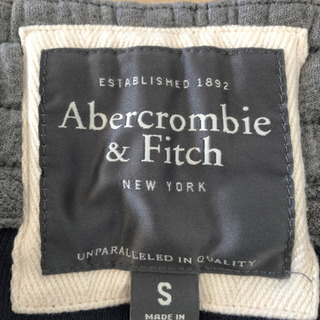 ESTABLISHED 1892
Abercrombie
& Fitch
NEW YORK
UNPARALLELED IN QUALITY
S
MADE IN